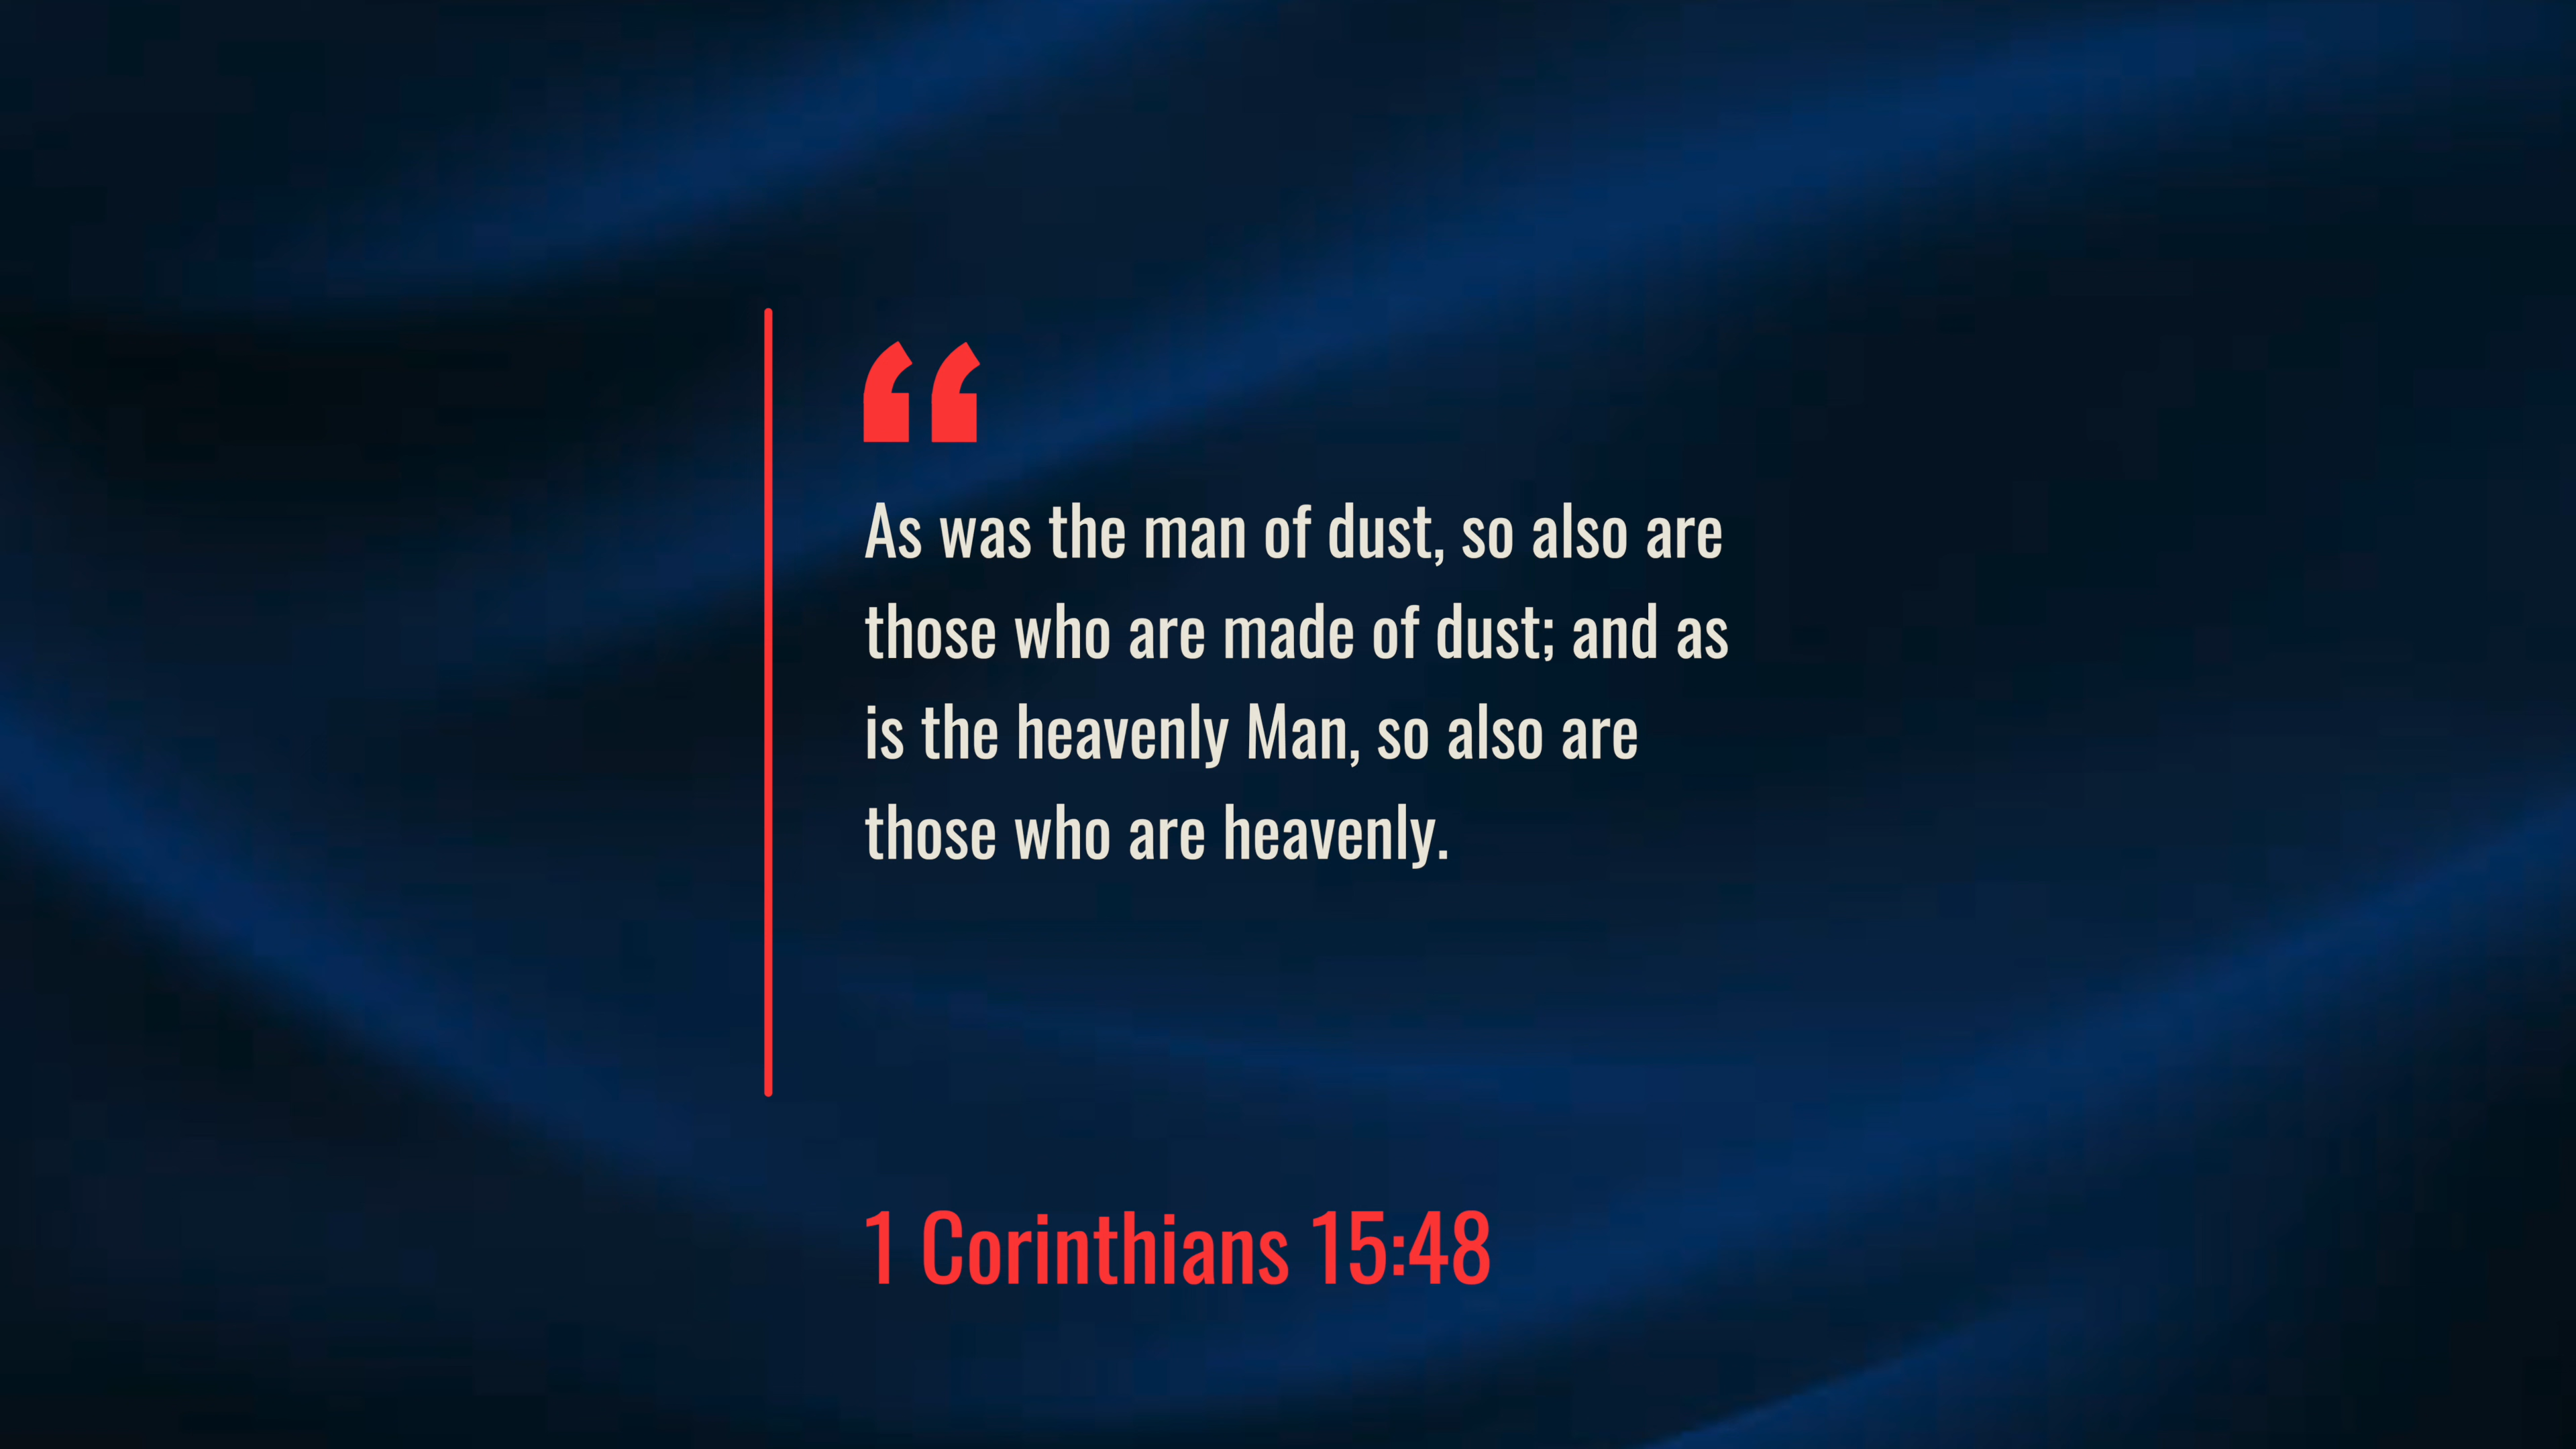 “
As was the man of dust, so also are
those who are made of dust; and as
is the heavenly Man, so also are
those who are heavenly.
1 Corinthians 15:48